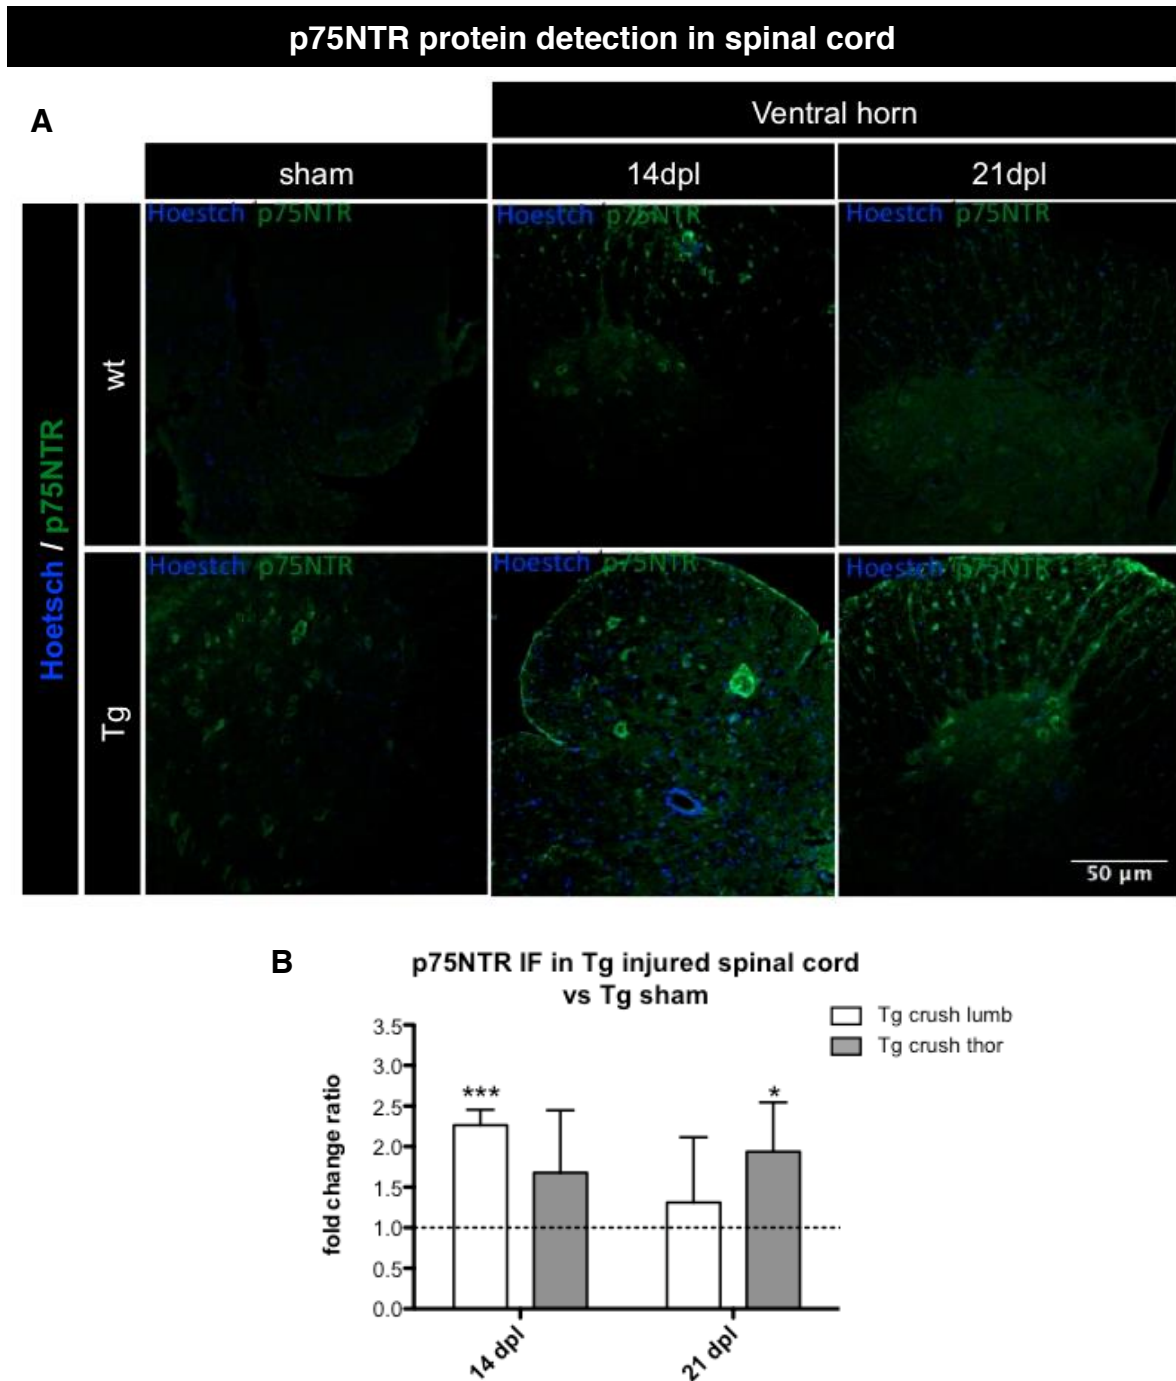 p75NTR protein detection in spinal cord
A
Ventral horn
sham
14dpl
21dpl
Hoetsch / p75NTR
wt
Hoestch p75NTR
Hoestch p75NTR
Hoestch p75NTR
Tg
Hoestch p75NTR
Hoestch p75NTR
Hoestch p75NTR
50 µm
B
p75NTR IF in Tg injured spinal cord
vs Tg sham
Tg crush lumb
Tg crush thor
fold change ratio
3.5
3.0
2.5
2.0
1.5
1.0
0.5
0.0
***
*
14 dpl
21 dpl